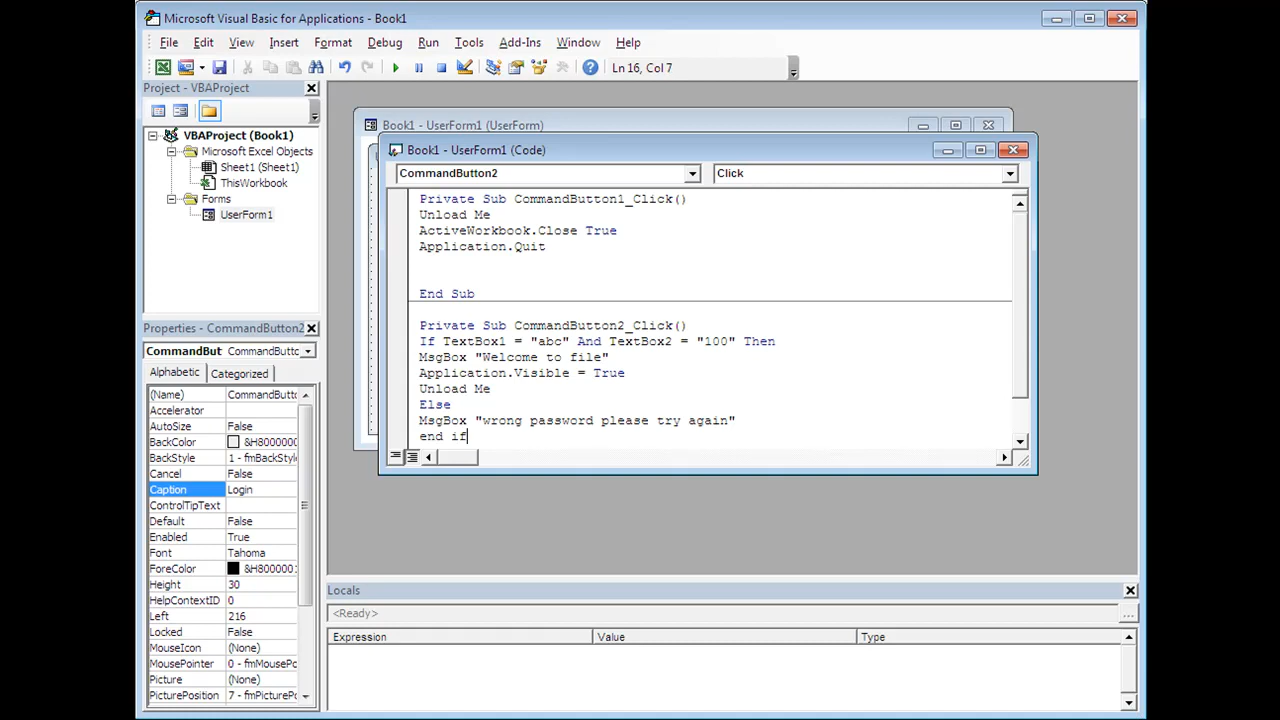 Microsoft Visual Basic for Applications - Book1
File Edit View Insert Format Debug Run Tools Add-Ins Window Help
Ln 16, Col 7
Project - VBAProject
VBAProject (Book1)
Microsoft Excel Objects
Sheet1 (Sheet1)
ThisWorkbook
Forms
UserForm1
Properties - CommandButton2
CommandBut CommandButtc
Alphabetic Categorized
(Name) CommandButto
Accelerator
AutoSize False
BackColor &H8000000
BackStyle 1 - fmBackStyle
Cancel False
Caption Login
ControlTipText
Default False
Enabled True
Font Tahoma
ForeColor &H8000001
Height 30
HelpContextID 0
Left 216
Locked False
MouseIcon (None)
MousePointer 0 - fmMousePo
Picture (None)
PicturePosition 7 - fmPicturePo
Book1 - UserForm1 (UserForm)
Book1 - UserForm1 (Code)
CommandButton2 Click
Private Sub CommandButton1_Click()
Unload Me
ActiveWorkbook.Close True
Application.Quit
End Sub
Private Sub CommandButton2_Click()
If TextBox1 = "abc" And TextBox2 = "100" Then
MsgBox "Welcome to file"
Application.Visible = True
Unload Me
Else
MsgBox "wrong password please try again"
end if
Locals
<Ready>
...
Expression Value Type